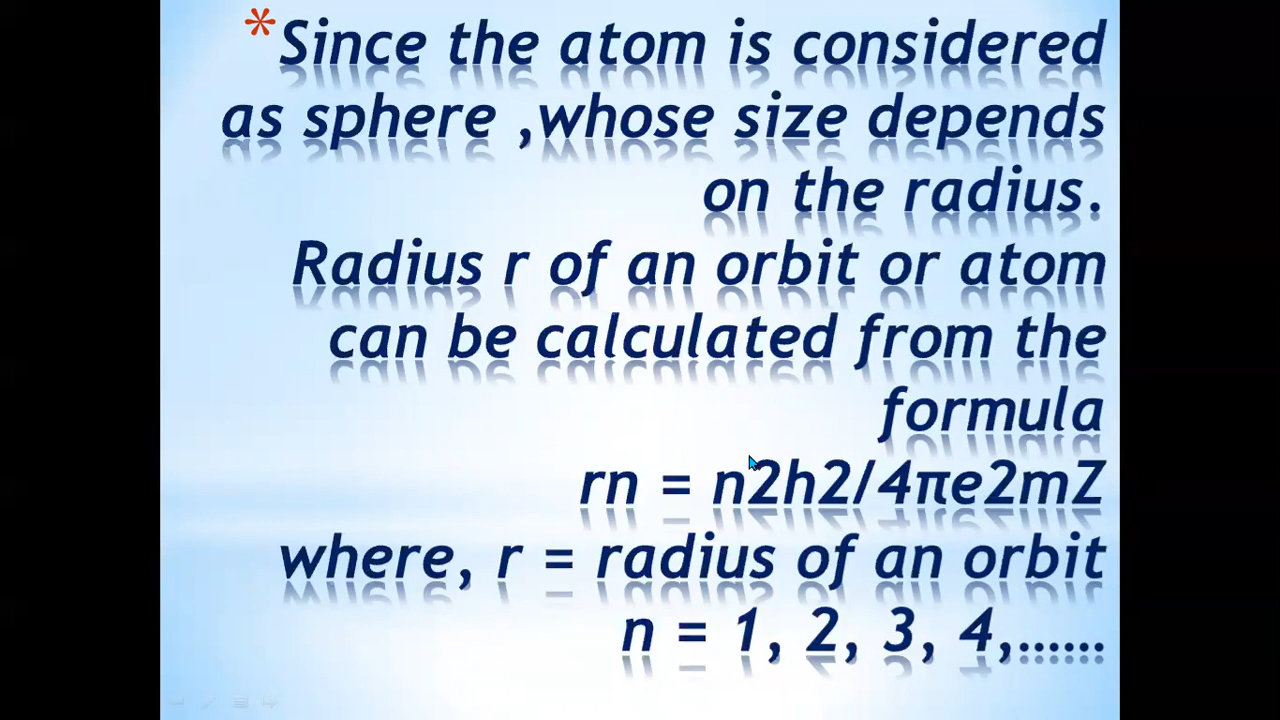 *Since the atom is considered
as sphere ,whose size depends
on the radius.
Radius r of an orbit or atom
can be calculated from the
formula
rn = n2h2/4πe2mZ
where, r = radius of an orbit
n = 1, 2, 3, 4,......